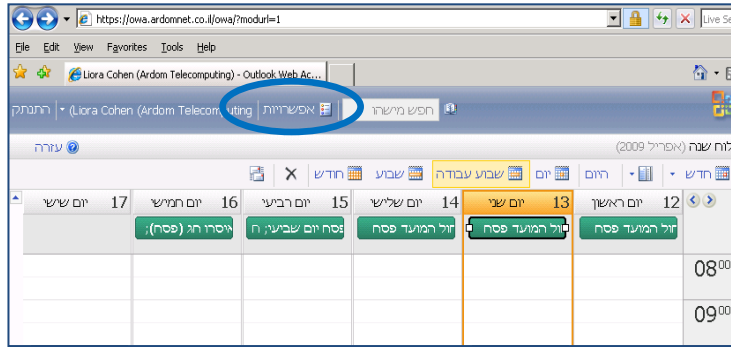 https://owa.ardomnet.co.il/owa/?modurl=1
Live Se
File Edit View Favorites Tools Help
Liora Cohen (Ardom Telecomputing) - Outlook Web Ac...
חפש מישהו אפשרויות Liora Cohen (Ardom Telecomputing) התנתק
לוח שנה (אפריל 2009) עזרה
חדש היום יום שבוע עבודה שבוע חודש
12 יום ראשון 13 יום שני 14 יום שלישי 15 יום רביעי 16 יום חמישי 17 יום שישי
חול המועד פסח חול המועד פסח חול המועד פסח פסח יום שביעי; ח איסרו חג (פסח);
08 00
09 00